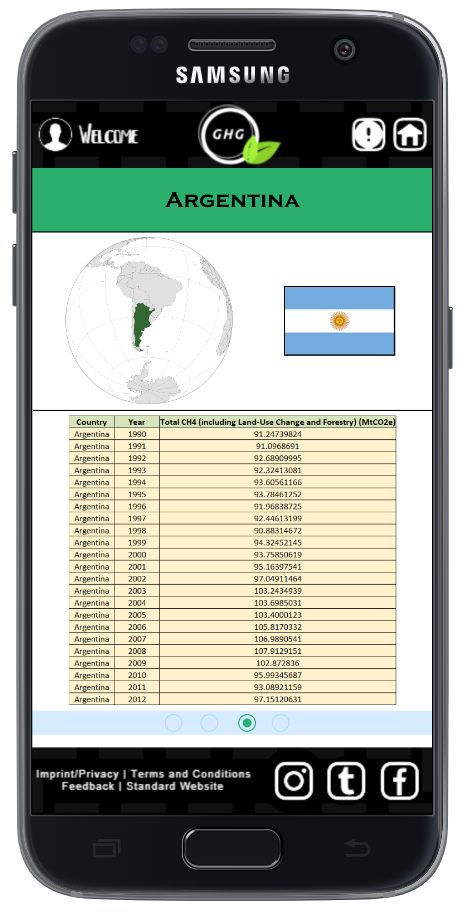 SAMSUNG
WELCOME
GHG
ARGENTINA
Country Year Total CH4 (including Land-Use Change and Forestry) (MtCO2e)
Argentina 1990 91.24739824
Argentina 1991 91.0968691
Argentina 1992 92.68909995
Argentina 1993 92.32413081
Argentina 1994 93.60561166
Argentina 1995 93.78461252
Argentina 1996 91.96838725
Argentina 1997 92.44613199
Argentina 1998 90.88314672
Argentina 1999 94.32452145
Argentina 2000 93.75850619
Argentina 2001 95.16397541
Argentina 2002 97.04911464
Argentina 2003 103.2434939
Argentina 2004 103.6985031
Argentina 2005 103.4000123
Argentina 2006 105.8170332
Argentina 2007 106.9890541
Argentina 2008 107.9129151
Argentina 2009 102.872836
Argentina 2010 95.99345687
Argentina 2011 93.08921159
Argentina 2012 97.15120631
Imprint/Privacy | Terms and Conditions
Feedback | Standard Website